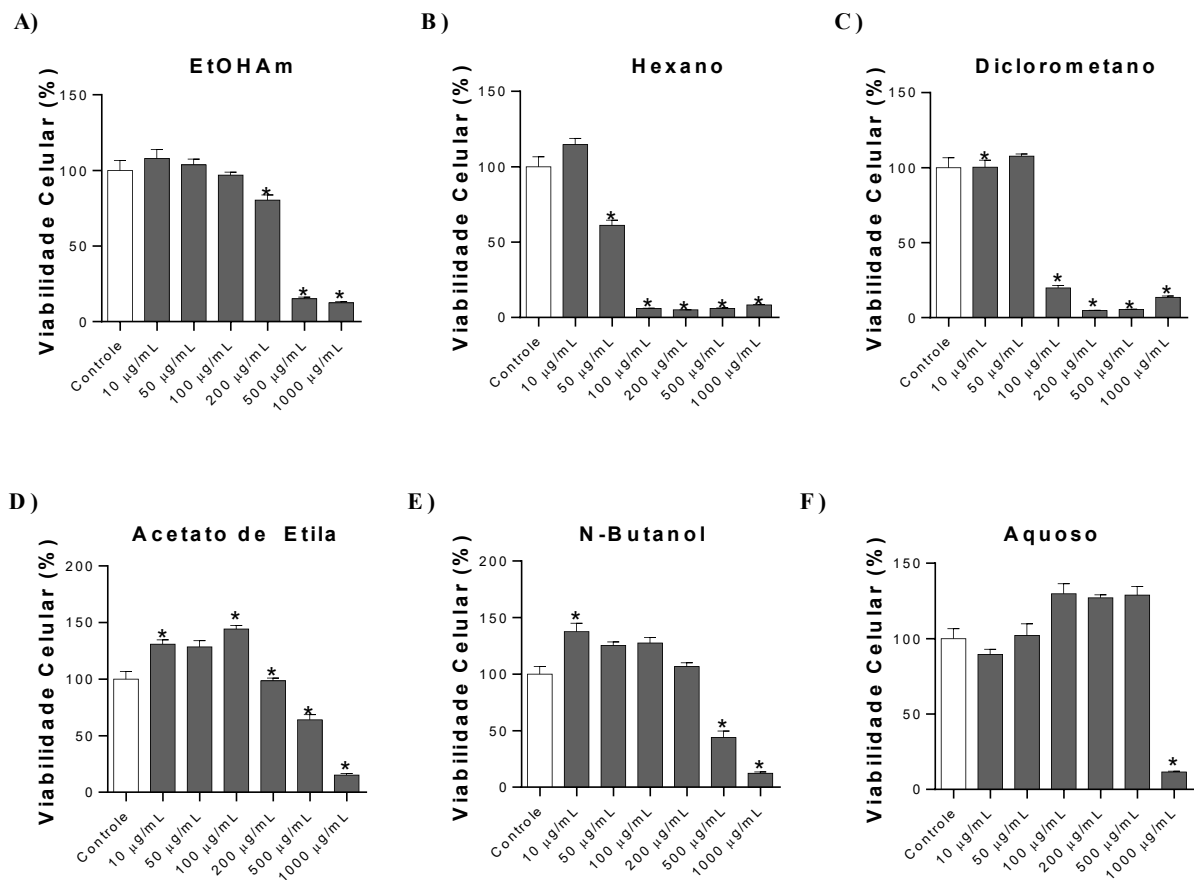 A)
EtOHAm
Viabilidade Celular (%)
150
100
50
0
*
*
*
Controle
10 µg/mL
50 µg/mL
100 µg/mL
200 µg/mL
500 µg/mL
1000 µg/mL
B)
Hexano
Viabilidade Celular (%)
150
100
50
0
*
*
*
*
*
Controle
10 µg/mL
50 µg/mL
100 µg/mL
200 µg/mL
500 µg/mL
1000 µg/mL
C)
Diclorometano
Viabilidade Celular (%)
150
100
50
0
*
*
*
*
*
Controle
10 µg/mL
50 µg/mL
100 µg/mL
200 µg/mL
500 µg/mL
1000 µg/mL
D)
Acetato de Etila
Viabilidade Celular (%)
200
150
100
50
0
*
*
*
*
*
Controle
10 µg/mL
50 µg/mL
100 µg/mL
200 µg/mL
500 µg/mL
1000 µg/mL
E)
N-Butanol
Viabilidade Celular (%)
200
150
100
50
0
*
*
*
Controle
10 µg/mL
50 µg/mL
100 µg/mL
200 µg/mL
500 µg/mL
1000 µg/mL
F)
Aquoso
Viabilidade Celular (%)
150
100
50
0
*
Controle
10 µg/mL
50 µg/mL
100 µg/mL
200 µg/mL
500 µg/mL
1000 µg/mL